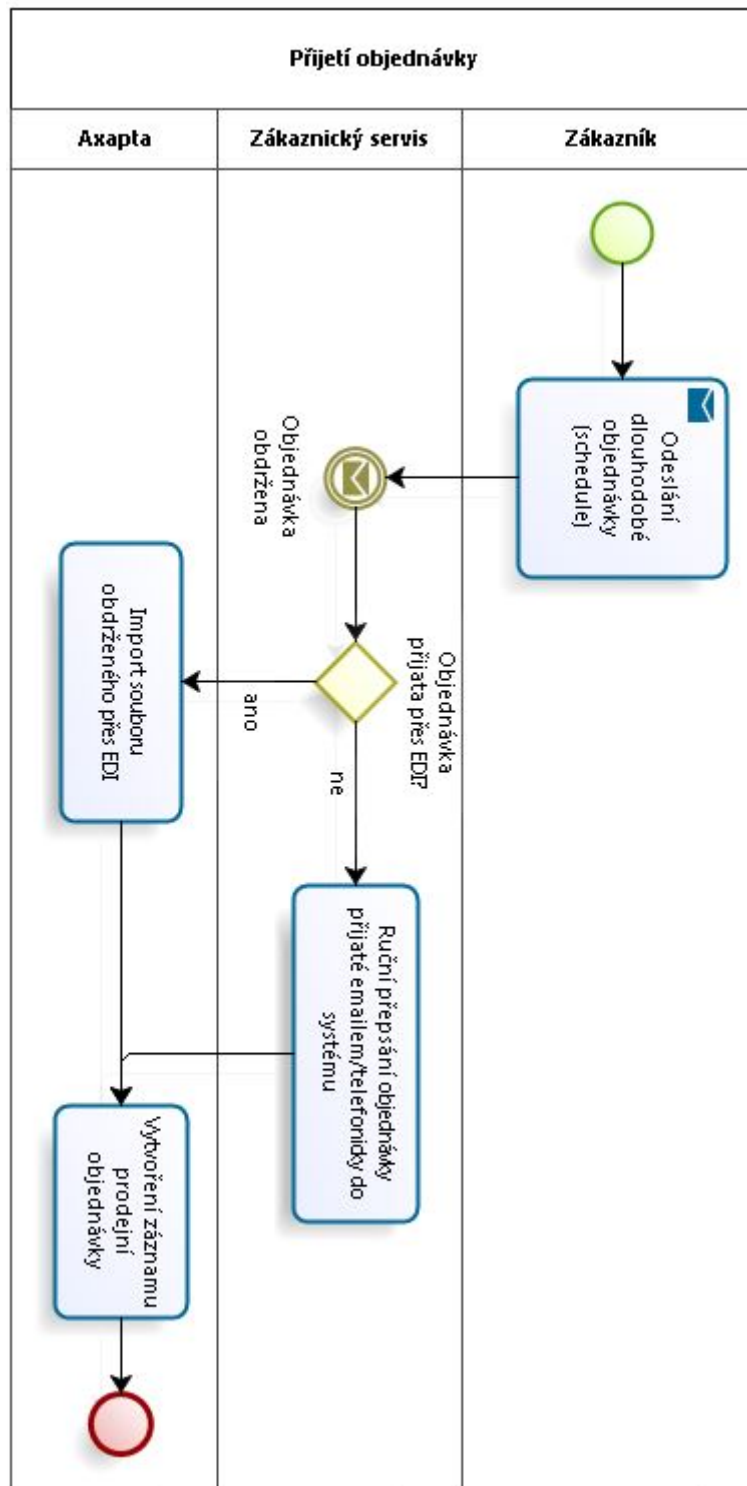 Přijetí objednávky
Axapta
Zákaznický servis
Zákazník
Odeslání
dlouhodobé
objednávky
(schedule)
Objednávka
obdržena
Objednávka
přijata přes EDI?
ano
ne
Import souboru
obdrženého přes EDI
Ruční přepsání objednávky
přijaté emailem/telefonicky do
systému
Vytvoření záznamu
prodejní
objednávky